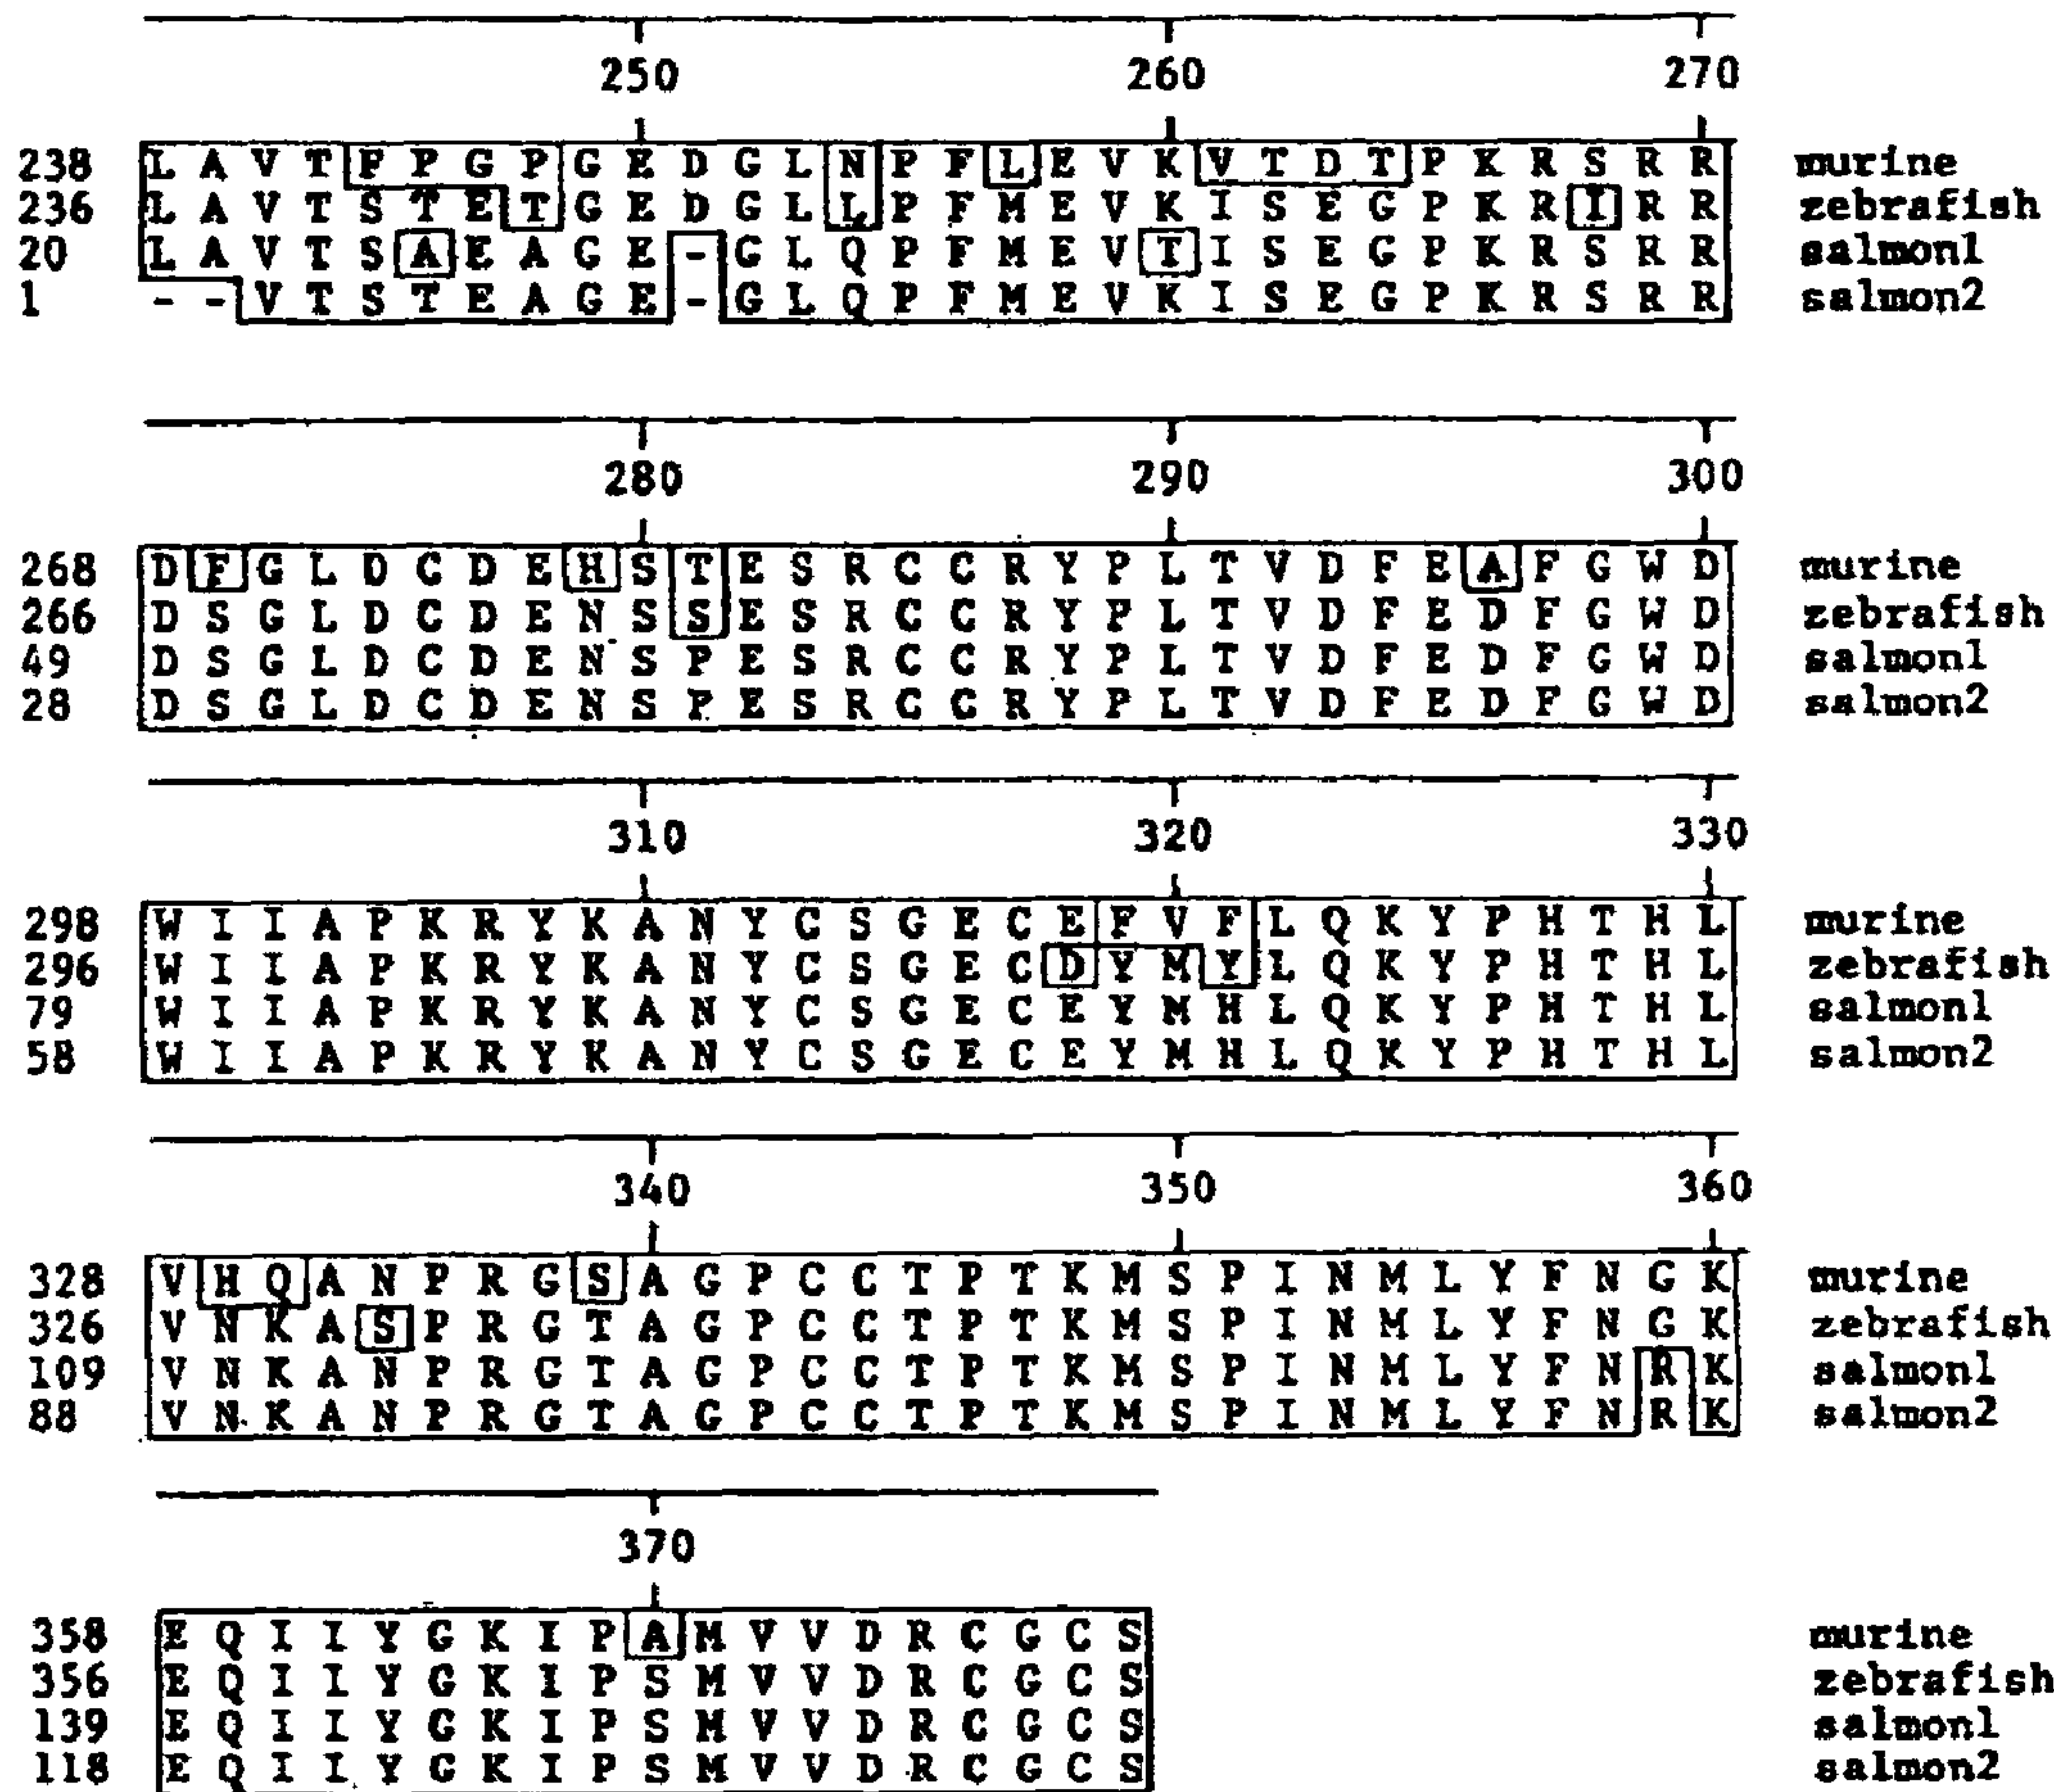 250 260 270
238 L A V T F P G P G E D G L N P F L E V K V T D T P K R S R R murine
236 L A V T S T E T G E D G L L P F M E V K I S E G P K R I R R zebrafish
20 L A V T S A E A G E - G L Q P F M E V T I S E G P K R S R R salmon1
1 - - V T S T E A G E - G L Q P F M E V K I S E G P K R S R R salmon2
280 290 300
268 D F G L D C D E H S T E S R C C R Y P L T V D F E A F G W D murine
266 D S G L D C D E N S S E S R C C R Y P L T V D F E D F G W D zebrafish
49 D S G L D C D E N S P E S R C C R Y P L T V D F E D F G W D salmon1
28 D S G L D C D E N S P E S R C C R Y P L T V D F E D F G W D salmon2
310 320 330
298 W I I A P K R Y K A N Y C S G E C E F V F L Q K Y P H T H L murine
296 W I I A P K R Y K A N Y C S G E C D Y M Y L Q K Y P H T H L zebrafish
79 W I I A P K R Y K A N Y C S G E C E Y M H L Q K Y P H T H L salmon1
58 W I I A P K R Y K A N Y C S G E C E Y M H L Q K Y P H T H L salmon2
340 350 360
328 V H Q A N P R G S A G P C C T P T K M S P I N M L Y F N G K murine
326 V N K A S P R G T A G P C C T P T K M S P I N M L Y F N G K zebrafish
109 V N K A N P R G T A G P C C T P T K M S P I N M L Y F N R K salmon1
88 V N K A N P R G T A G P C C T P T K M S P I N M L Y F N R K salmon2
370
358 E Q I I Y G K I P A M V V D R C G C S murine
356 E Q I I Y G K I P S M V V D R C G C S zebrafish
139 E Q I I Y G K I P S M V V D R C G C S salmon1
118 E Q I I Y G K I P S M V V D R C G C S salmon2